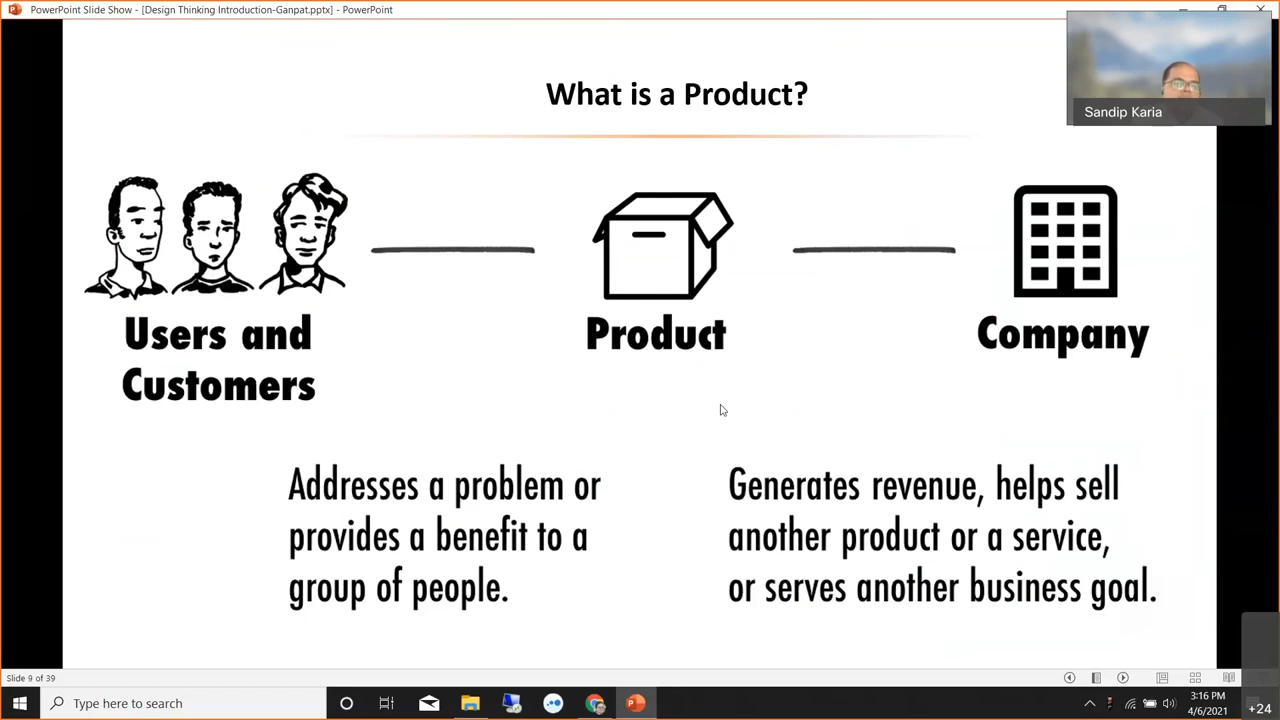 PowerPoint Slide Show - [Design Thinking Introduction-Ganpat.pptx] - PowerPoint
What is a Product?
Sandip Karia
Users and
Customers
Product
Company
Addresses a problem or
provides a benefit to a
group of people.
Generates revenue, helps sell
another product or a service,
or serves another business goal.
Slide 9 of 39
Type here to search
3:16 PM
4/6/2021
+24